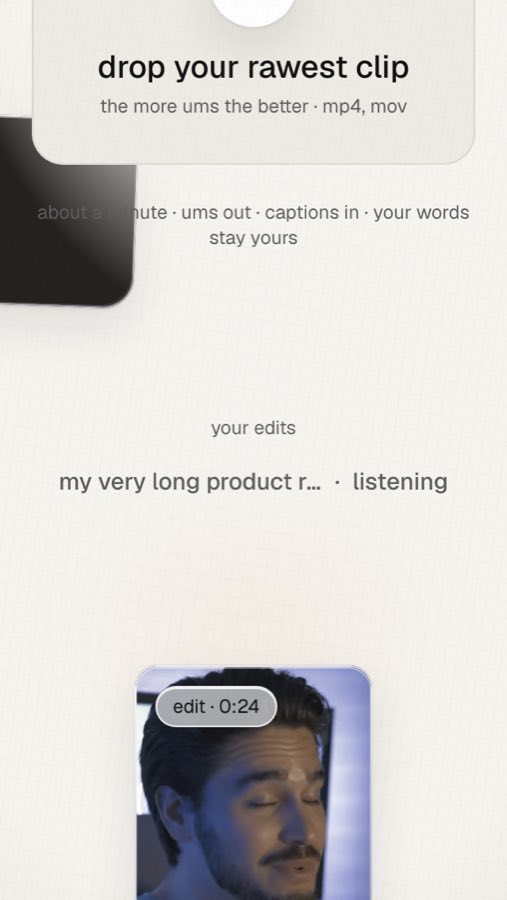 drop your rawest clip
the more ums the better · mp4, mov
about a minute · ums out · captions in · your words
stay yours
your edits
my very long product r... · listening
edit · 0:24